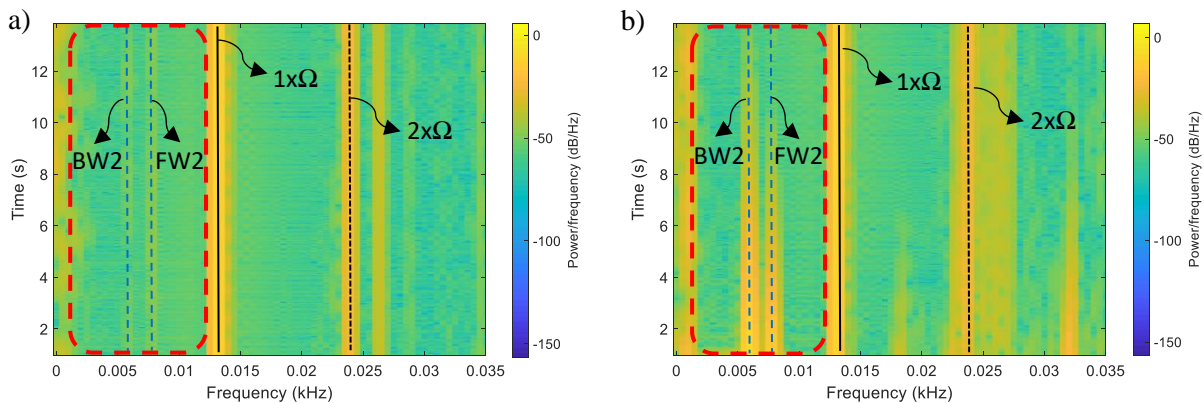 a)
12
10
8
6
4
2
Time (s)
BW2
FW2
1xΩ
2xΩ
0
0.005
0.01
0.015
0.02
0.025
0.03
0.035
Frequency (kHz)
0
-50
-100
-150
Power/frequency (dB/Hz)
b)
12
10
8
6
4
2
Time (s)
BW2
FW2
1xΩ
2xΩ
0
0.005
0.01
0.015
0.02
0.025
0.03
0.035
Frequency (kHz)
0
-50
-100
-150
Power/frequency (dB/Hz)